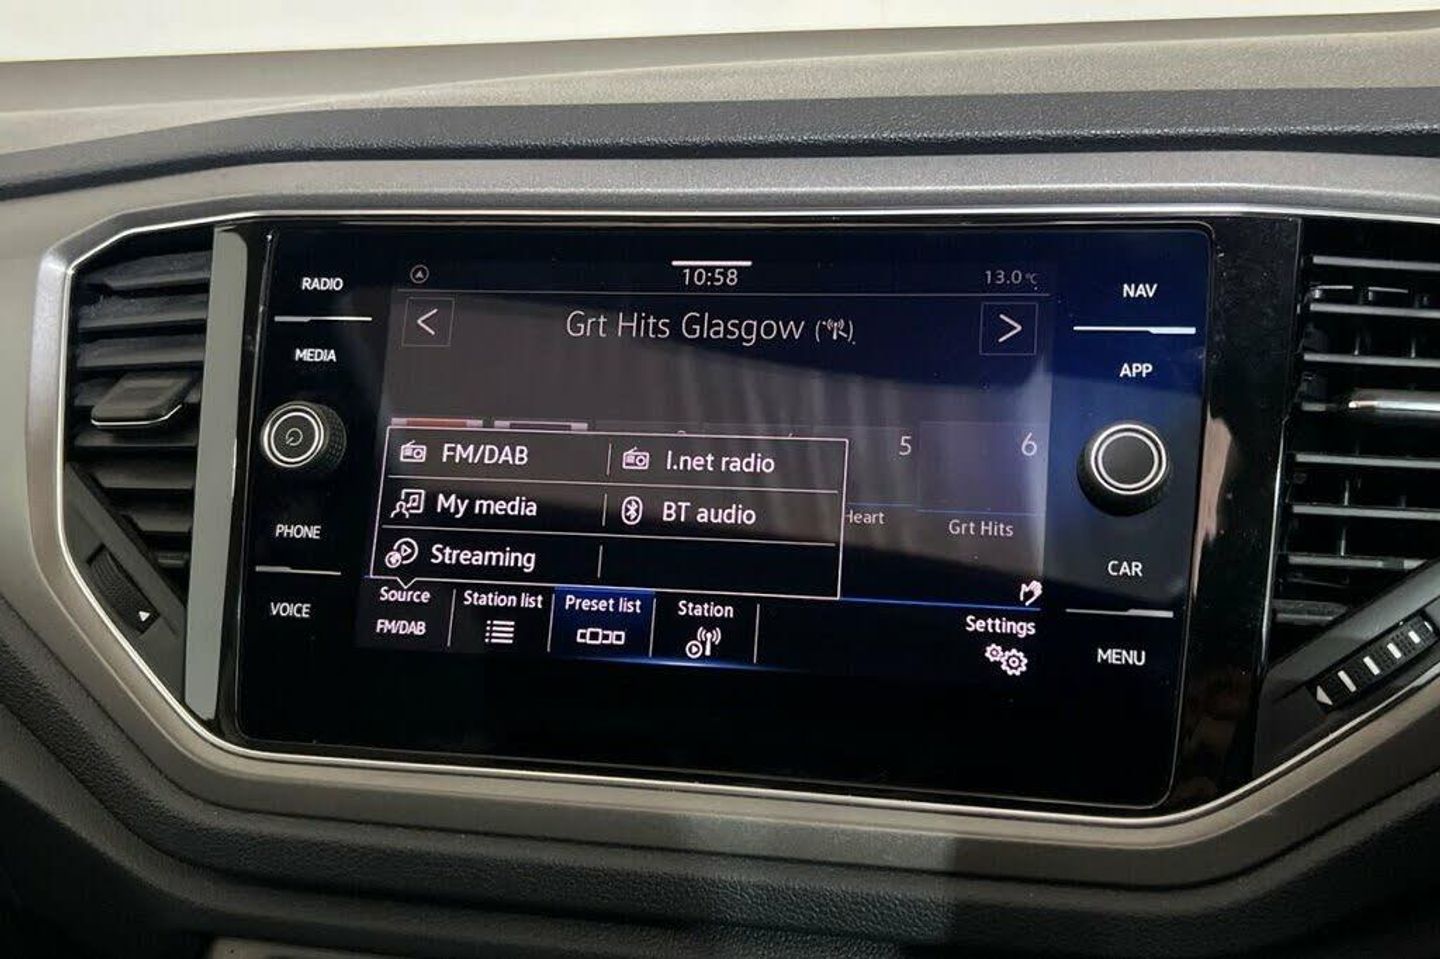 RADIO
MEDIA
PHONE
VOICE
10:58
13.0 °C
Grt Hits Glasgow
5
6
Heart
Grt Hits
FM/DAB
I.net radio
My media
BT audio
Streaming
Source
FM/DAB
Station list
Preset list
Station
Settings
NAV
APP
CAR
MENU